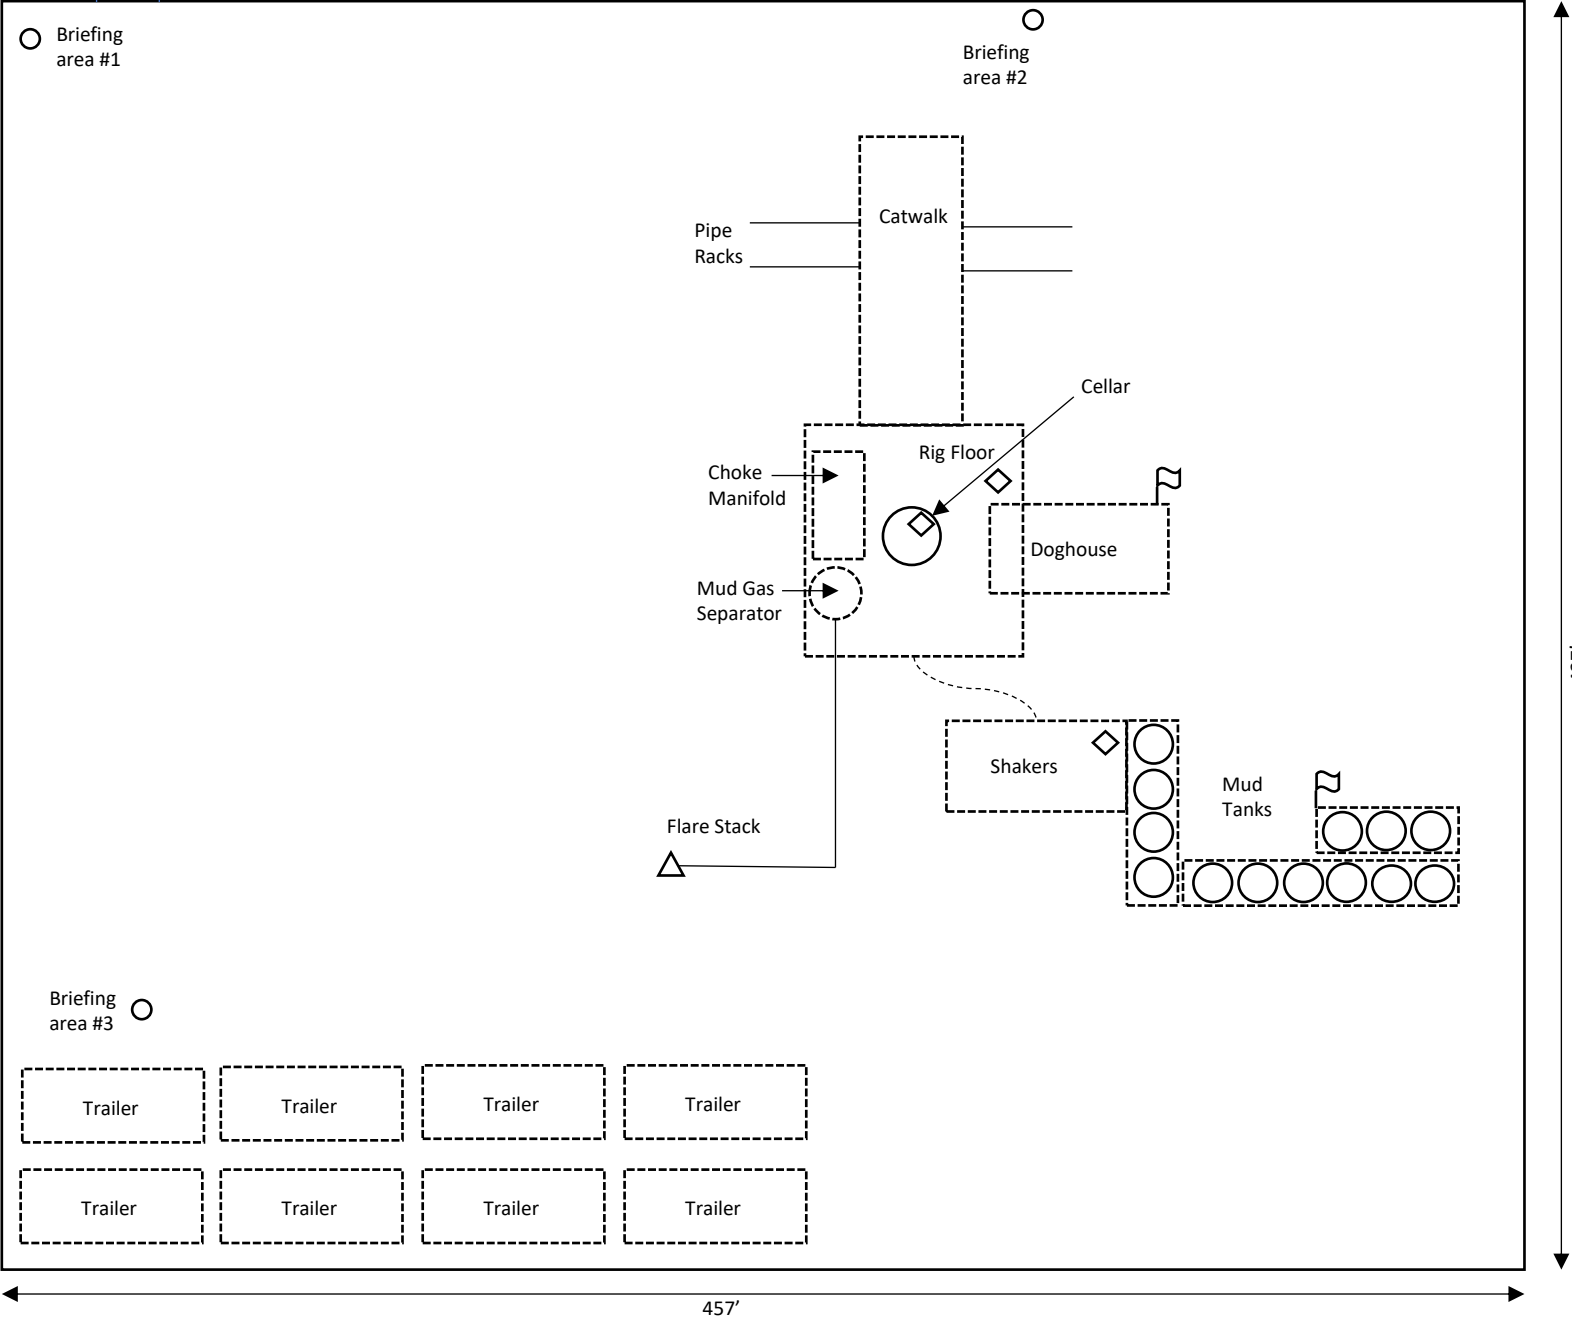 Briefing
area #1
Briefing
area #2
Catwalk
Pipe
Racks
Cellar
Rig Floor
Choke
Manifold
Doghouse
Mud Gas
Separator
Shakers
Mud
Tanks
Flare Stack
Briefing
area #3
Trailer
Trailer
Trailer
Trailer
Trailer
Trailer
Trailer
Trailer
457’